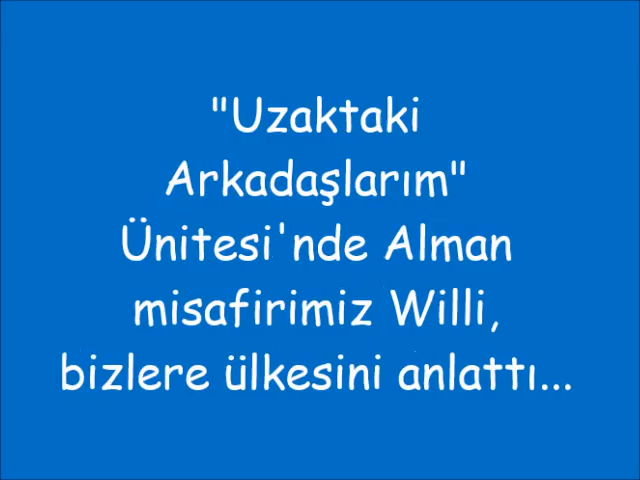 "Uzaktaki
Arkadaşlarım"
Ünitesi'nde Alman
misafirimiz Willi,
bizlere ülkesini anlattı...